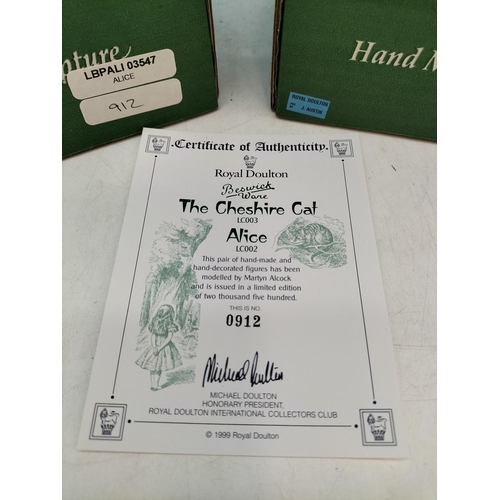 pture
LBPALI 03547
ALICE
912
Hand M
ROYAL DOULTON
J. AUSTIN
Certificate of Authenticity
Royal Doulton
Beswick
Ware
The Cheshire Cat
LC003
Alice
LC002
This pair of hand-made and
hand-decorated figures has been
modelled by Martyn Alcock
and is issued in a limited edition
of two thousand five hundred.
THIS IS NO.
0912
Michael Doulton
MICHAEL DOULTON
HONORARY PRESIDENT,
ROYAL DOULTON INTERNATIONAL COLLECTORS CLUB
© 1999 Royal Doulton